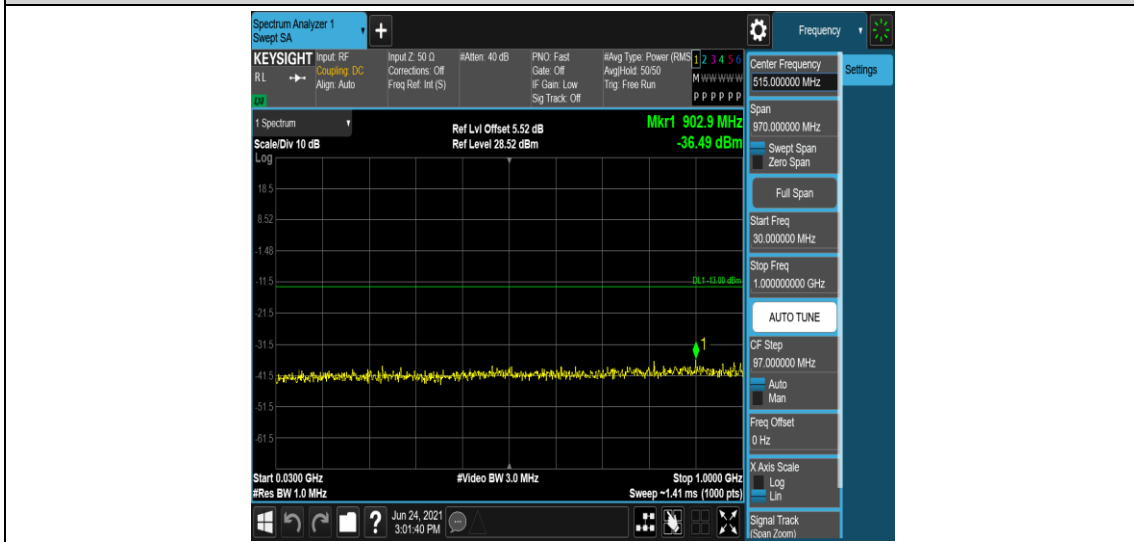 Spectrum Analyzer 1
Swept SA
+
Frequency
KEYSIGHT
RL
LXI
Input: RF
Coupling: DC
Align: Auto
Input Z: 50 Ω
Corrections: Off
Freq Ref: Int (S)
#Atten: 40 dB
PNO: Fast
Gate: Off
IF Gain: Low
Sig Track: Off
#Avg Type: Power (RMS
Avg|Hold: 50/50
Trig: Free Run
1 2 3 4 5 6
M W W W W W
P P P P P P
1 Spectrum
Scale/Div 10 dB
Ref Lvl Offset 5.52 dB
Ref Level 28.52 dBm
Mkr1 902.9 MHz
-36.49 dBm
Log
18.5
8.52
-1.48
-11.5
DL1 -13.00 dBm
-21.5
-31.5
1
-41.5
-51.5
-61.5
Start 0.0300 GHz
#Res BW 1.0 MHz
#Video BW 3.0 MHz
Stop 1.0000 GHz
Sweep ~1.41 ms (1000 pts)
?
Jun 24, 2021
3:01:40 PM
Center Frequency
515.000000 MHz
Settings
Span
970.000000 MHz
Swept Span
Zero Span
Full Span
Start Freq
30.000000 MHz
Stop Freq
1.000000000 GHz
AUTO TUNE
CF Step
97.000000 MHz
Auto
Man
Freq Offset
0 Hz
X Axis Scale
Log
Lin
Signal Track
(Span Zoom)